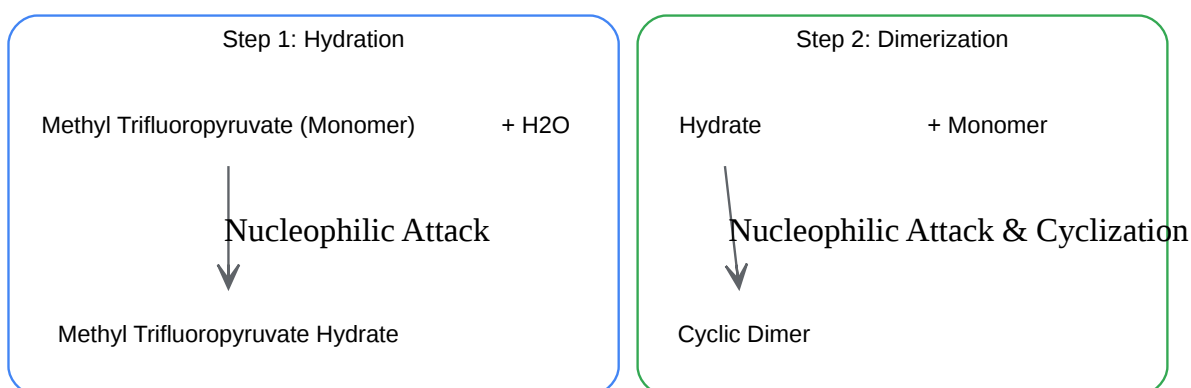 Step 1: Hydration
Methyl Trifluoropyruvate (Monomer)
+ H2O
Nucleophilic Attack
Methyl Trifluoropyruvate Hydrate
Step 2: Dimerization
Hydrate
+ Monomer
Nucleophilic Attack & Cyclization
Cyclic Dimer